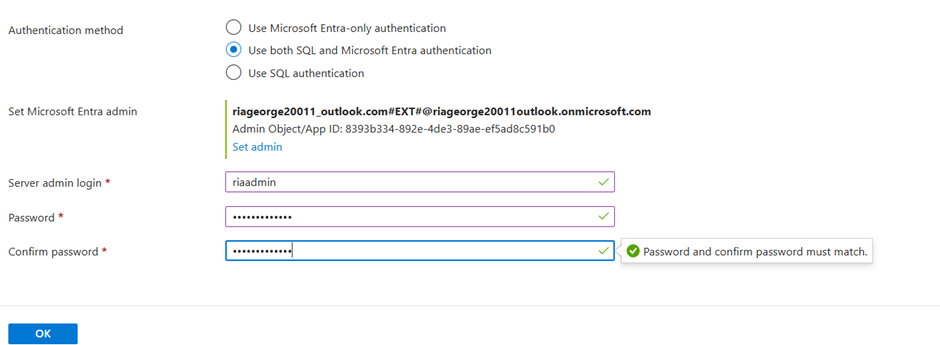 Authentication method
Use Microsoft Entra-only authentication
Use both SQL and Microsoft Entra authentication
Use SQL authentication
Set Microsoft Entra admin
riageorge20011_outlook.com#EXT#@riageorge20011outlook.onmicrosoft.com
Admin Object/App ID: 8393b334-892e-4de3-89ae-ef5ad8c591b0
Set admin
Server admin login *
riaadmin
Password *
•••••••••••••
Confirm password *
•••••••••••••
Password and confirm password must match.
OK